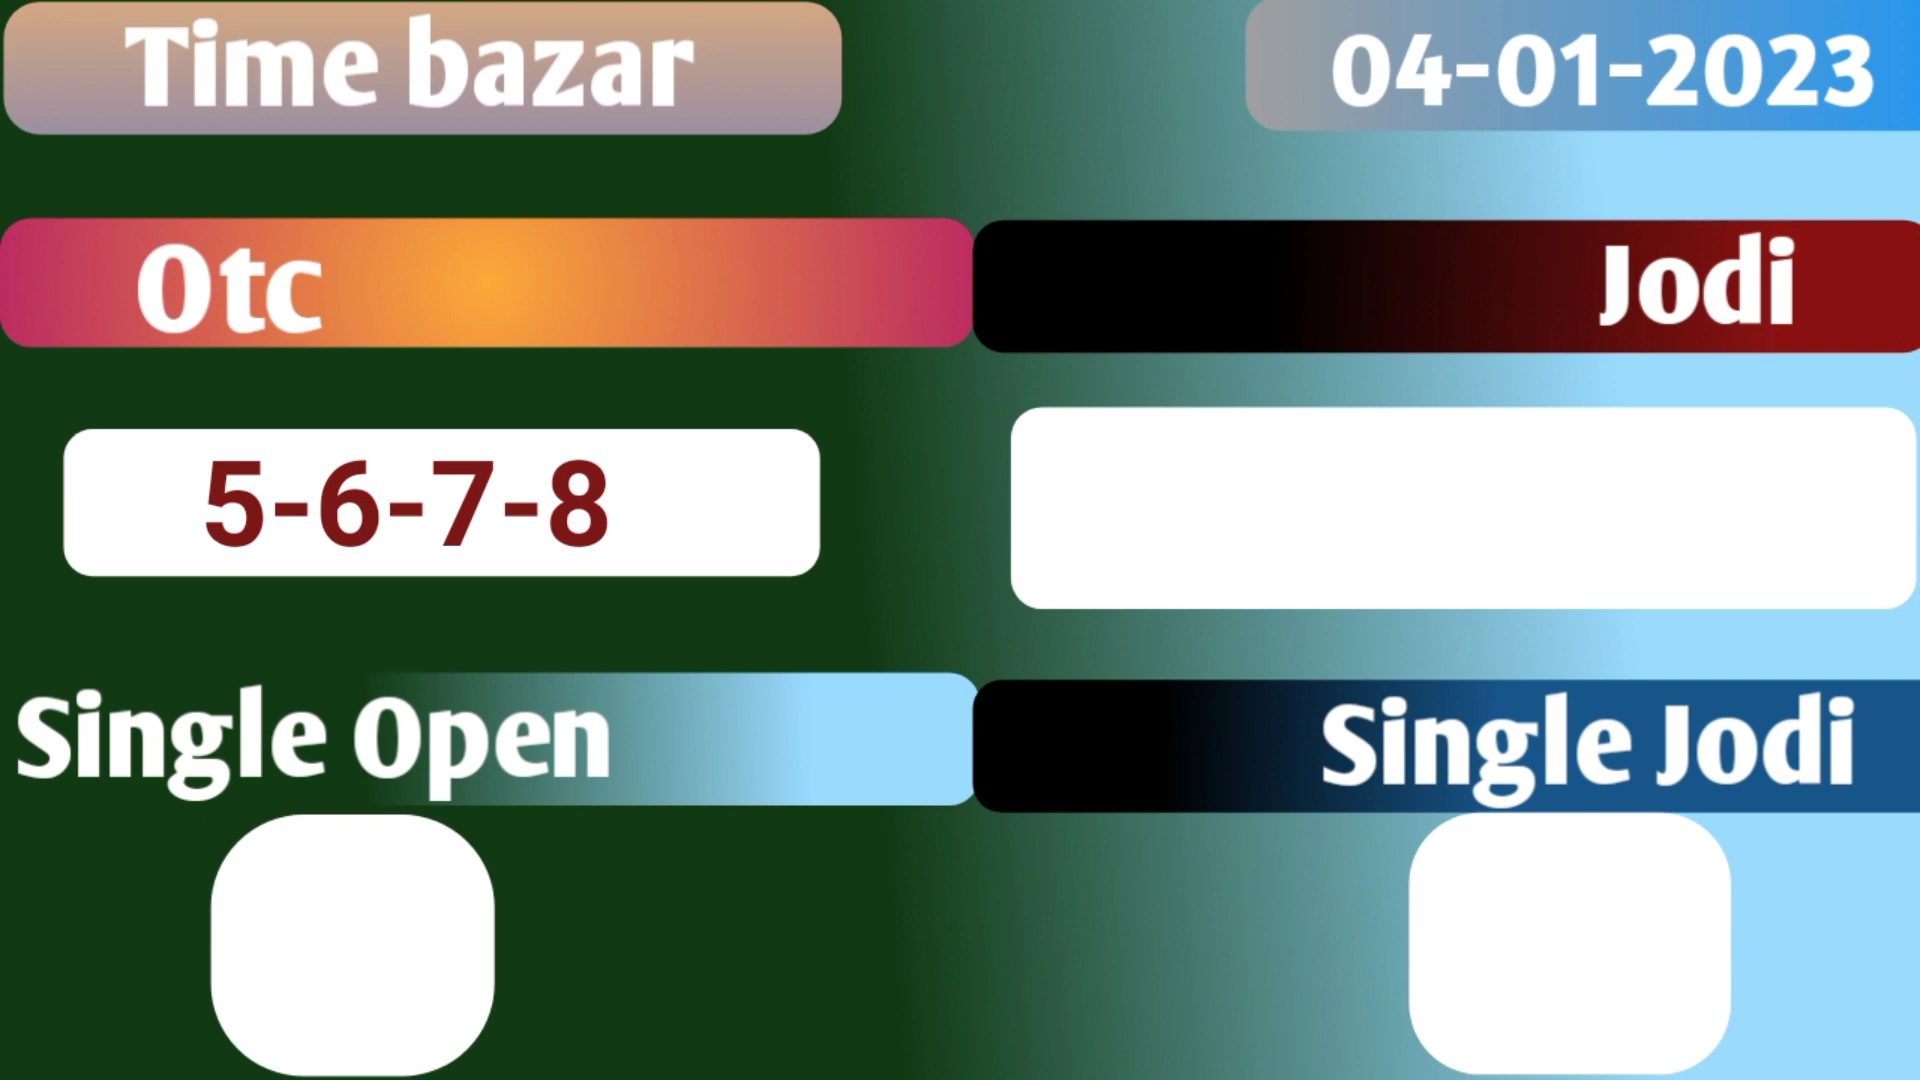 Time bazar
04-01-2023
Otc
Jodi
5-6-7-8
Single Open
Single Jodi